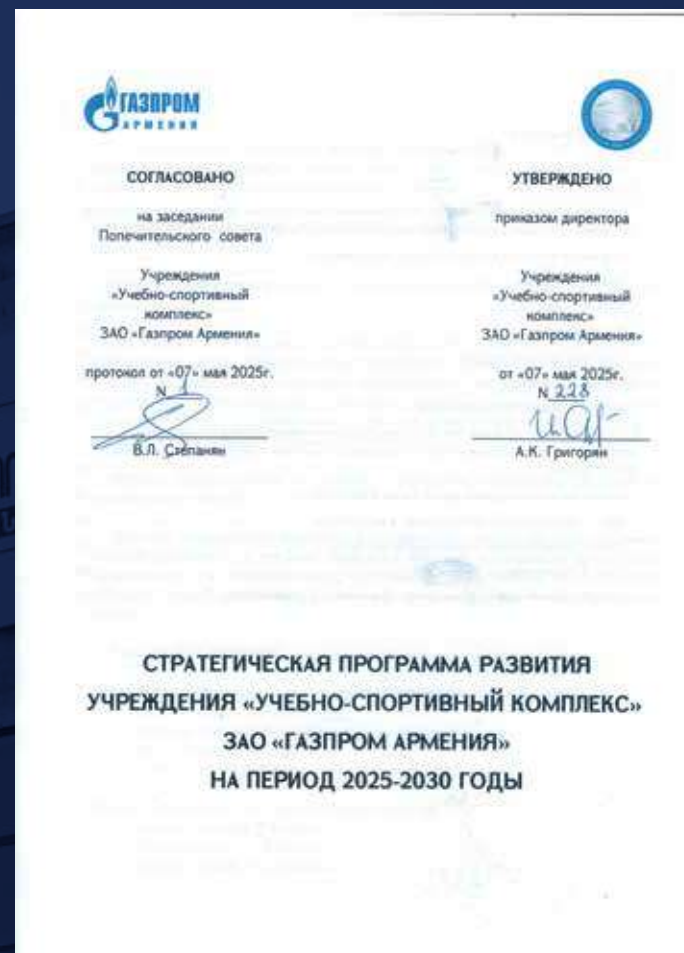 ГАЗПРОМ
АРМЕНИЯ
СОГЛАСОВАНО
на заседании
Попечительского совета
Учреждения
«Учебно-спортивный
комплекс»
ЗАО «Газпром Армения»
протокол от «07» мая 2025г.
N 1
В.Л. Степанян
УТВЕРЖДЕНО
приказом директора
Учреждения
«Учебно-спортивный
комплекс»
ЗАО «Газпром Армения»
от «07» мая 2025г.
N 228
А.К. Григорян
СТРАТЕГИЧЕСКАЯ ПРОГРАММА РАЗВИТИЯ
УЧРЕЖДЕНИЯ «УЧЕБНО-СПОРТИВНЫЙ КОМПЛЕКС»
ЗАО «ГАЗПРОМ АРМЕНИЯ»
НА ПЕРИОД 2025-2030 ГОДЫ